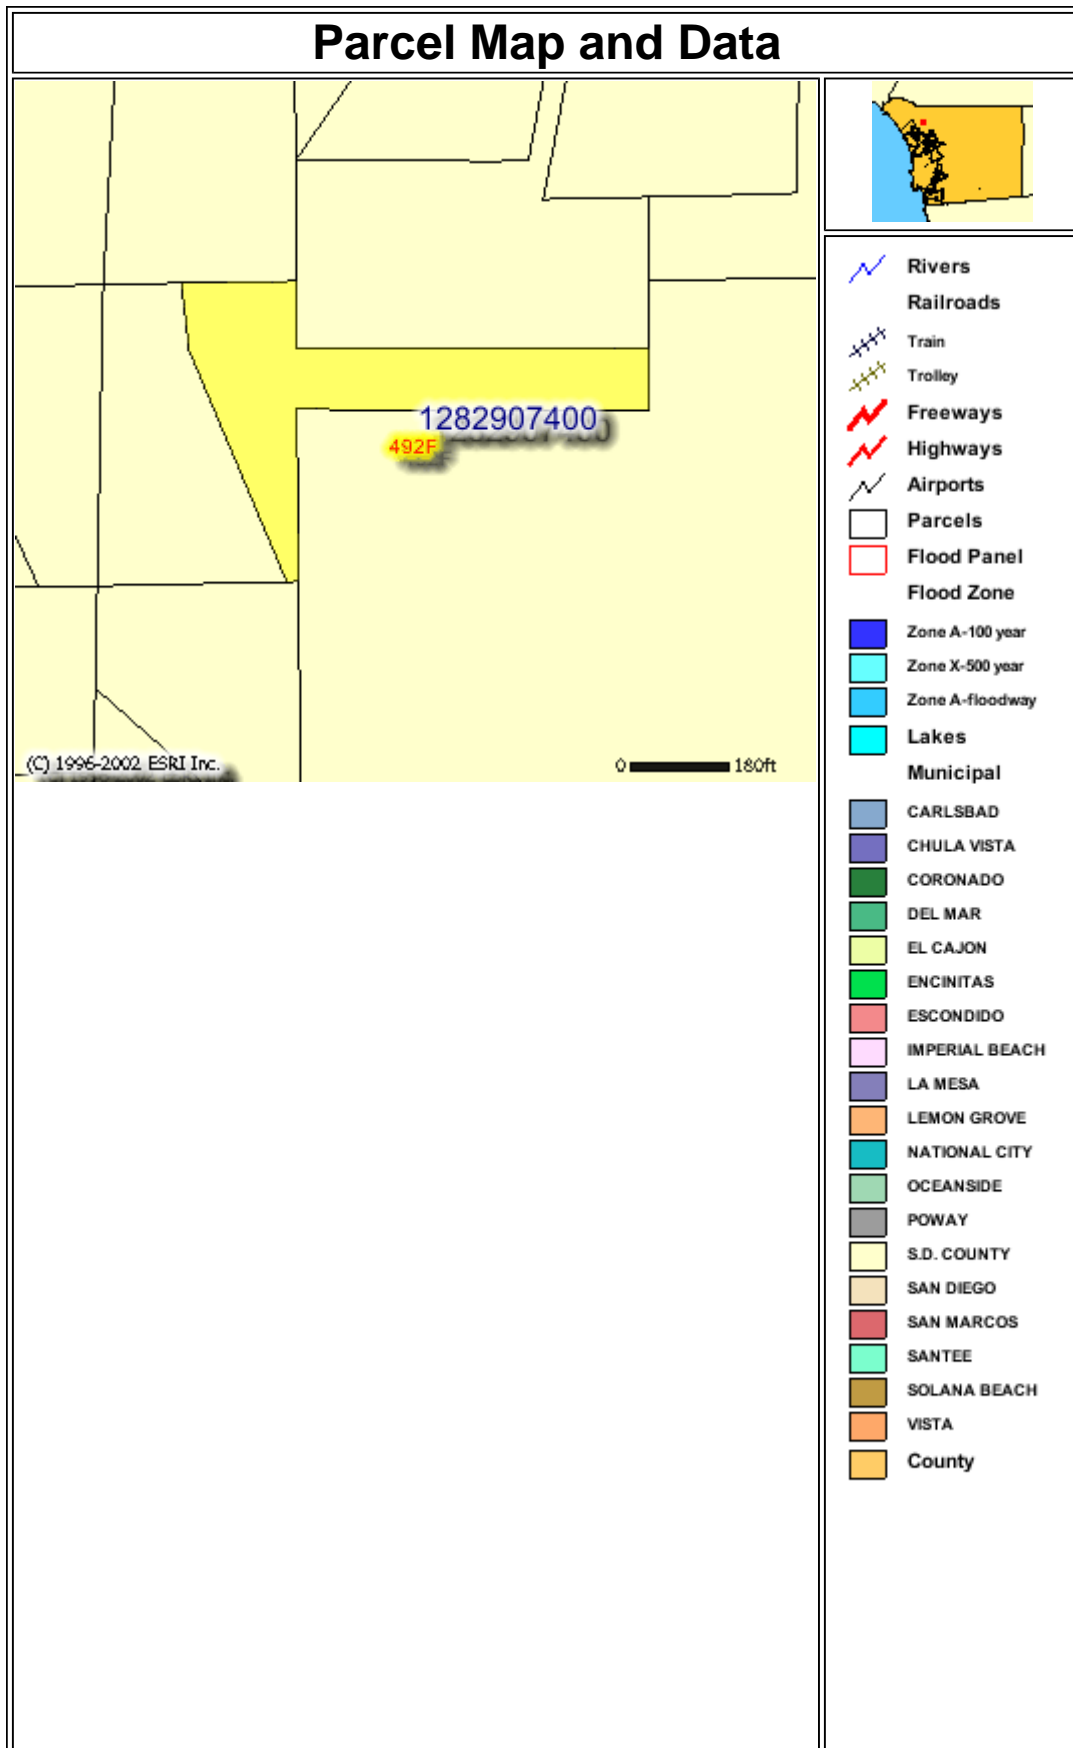 Parcel Map and Data
1282907400
492F
(C) 1996-2002 ESRI Inc.
0 180ft
Rivers
Railroads
Train
Trolley
Freeways
Highways
Airports
Parcels
Flood Panel
Flood Zone
Zone A-100 year
Zone X-500 year
Zone A-floodway
Lakes
Municipal
CARLSBAD
CHULA VISTA
CORONADO
DEL MAR
EL CAJON
ENCINITAS
ESCONDIDO
IMPERIAL BEACH
LA MESA
LEMON GROVE
NATIONAL CITY
OCEANSIDE
POWAY
S.D. COUNTY
SAN DIEGO
SAN MARCOS
SANTEE
SOLANA BEACH
VISTA
County